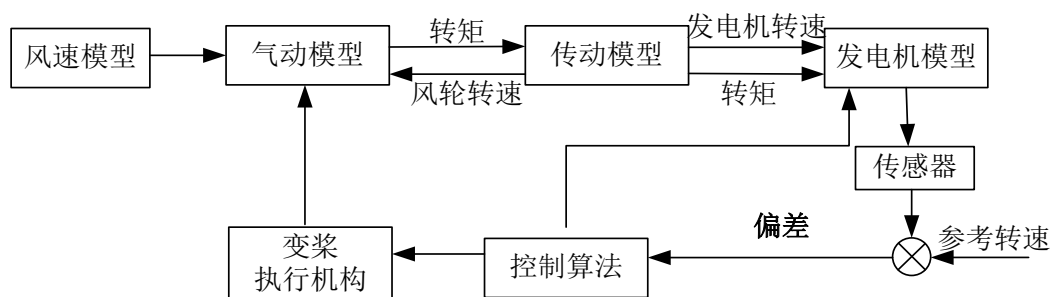 转矩
发电机转速
风速模型
气动模型
传动模型
发电机模型
风轮转速
转矩
传感器
偏差
参考转速
变桨
执行机构
控制算法